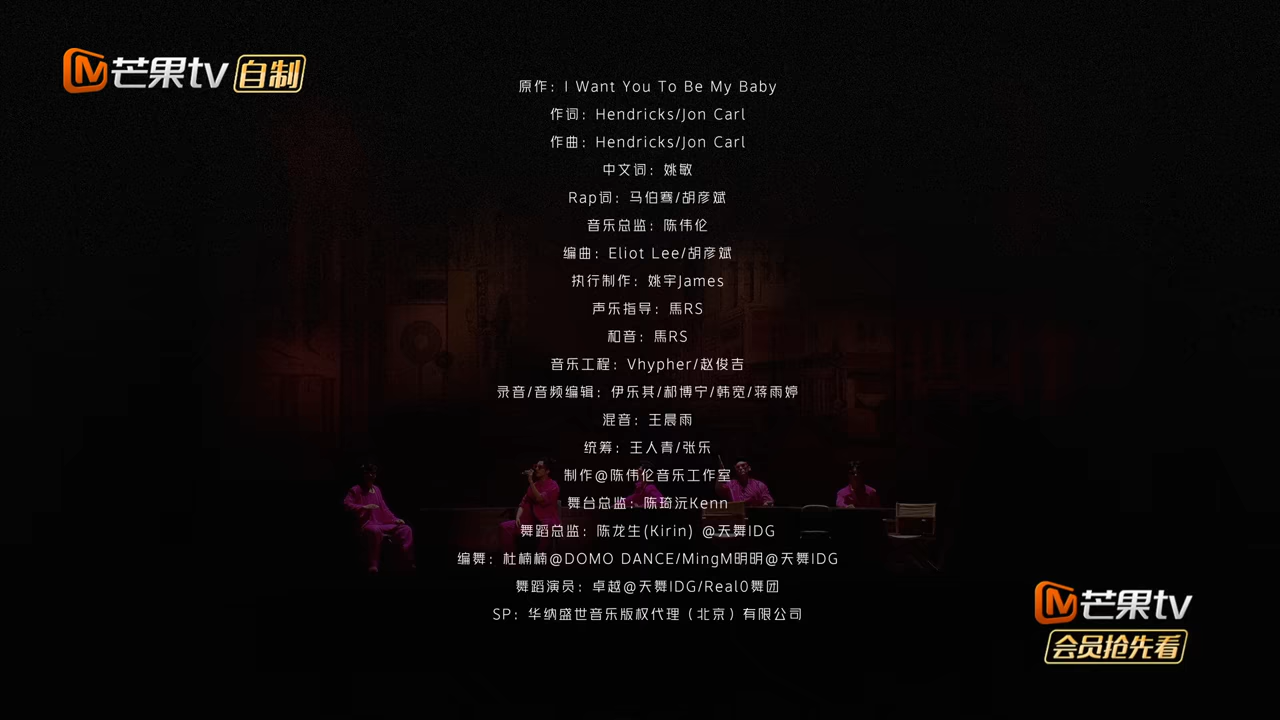 芒果tv 自制
原作：I Want You To Be My Baby
作词：Hendricks/Jon Carl
作曲：Hendricks/Jon Carl
中文词：姚敏
Rap词：马伯骞/胡彦斌
音乐总监：陈伟伦
编曲：Eliot Lee/胡彦斌
执行制作：姚宇James
声乐指导：馬RS
和音：馬RS
音乐工程：Vhypher/赵俊吉
录音/音频编辑：伊乐其/郝博宁/韩宽/蒋雨婷
混音：王晨雨
统筹：王人青/张乐
制作@陈伟伦音乐工作室
舞台总监：陈琦沅Kenn
舞蹈总监：陈龙生(Kirin) @天舞IDG
编舞：杜楠楠@DOMO DANCE/MingM明明@天舞IDG
舞蹈演员：卓越@天舞IDG/Real0舞团
SP：华纳盛世音乐版权代理（北京）有限公司
芒果tv
会员抢先看